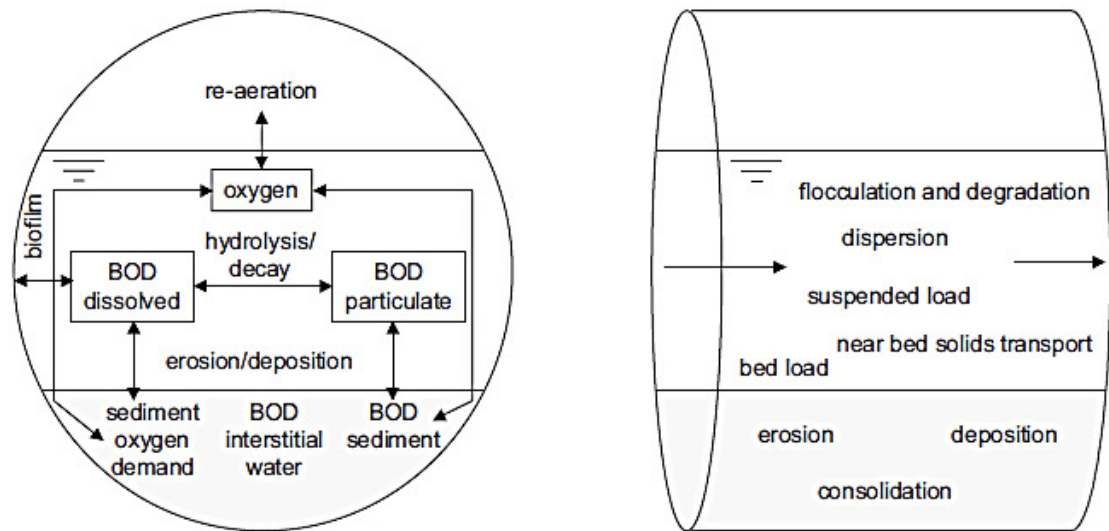 re-aeration
oxygen
biofilm
hydrolysis/
decay
BOD
dissolved
BOD
particulate
erosion/deposition
sediment
oxygen
demand
BOD
interstitial
water
BOD
sediment
flocculation and degradation
dispersion
suspended load
near bed solids transport
bed load
erosion
deposition
consolidation